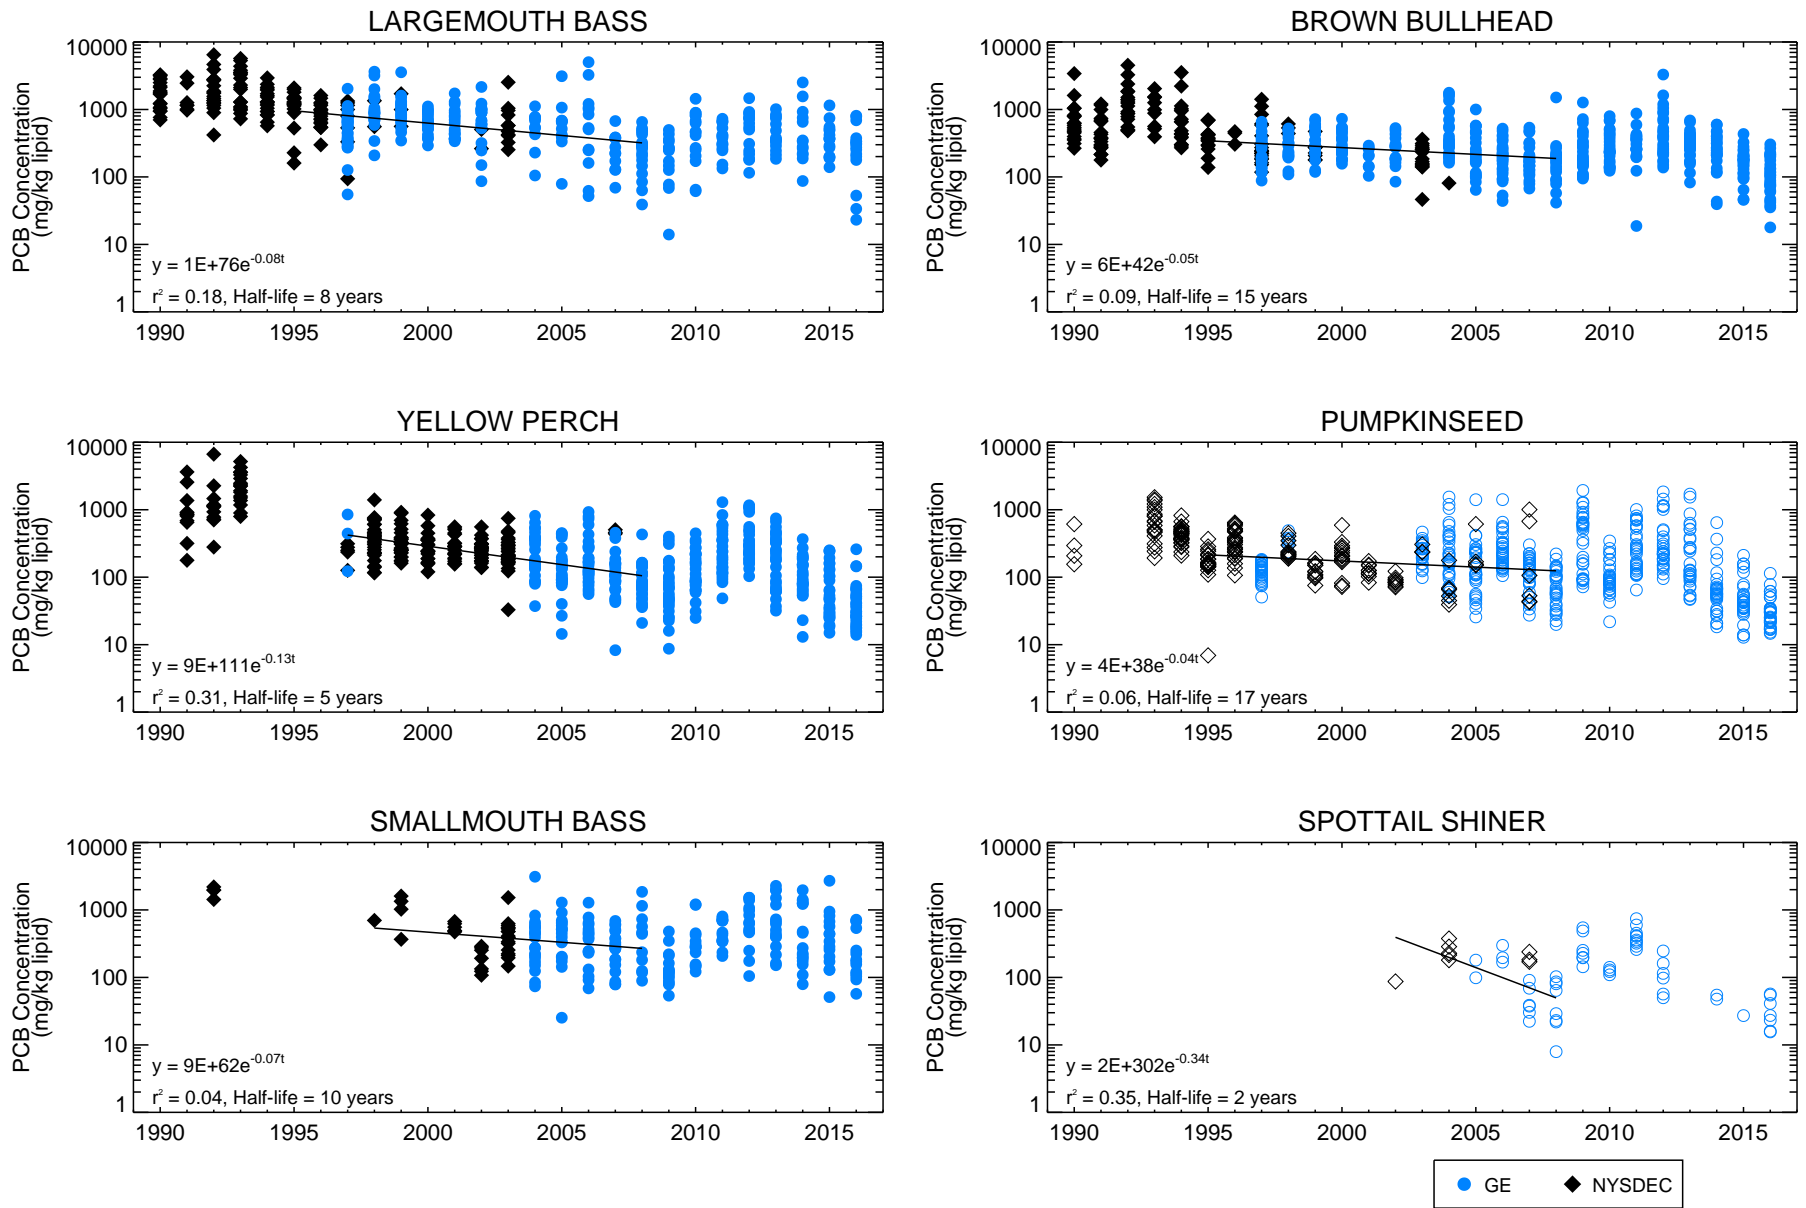 LARGEMOUTH BASS
PCB Concentration
(mg/kg lipid)
10000
1000
100
10
1
y = 1E+76e^-0.08t
r² = 0.18, Half-life = 8 years
1990 1995 2000 2005 2010 2015
BROWN BULLHEAD
PCB Concentration
(mg/kg lipid)
10000
1000
100
10
1
y = 6E+42e^-0.05t
r² = 0.09, Half-life = 15 years
1990 1995 2000 2005 2010 2015
YELLOW PERCH
PCB Concentration
(mg/kg lipid)
10000
1000
100
10
1
y = 9E+111e^-0.13t
r² = 0.31, Half-life = 5 years
1990 1995 2000 2005 2010 2015
PUMPKINSEED
PCB Concentration
(mg/kg lipid)
10000
1000
100
10
1
y = 4E+38e^-0.04t
r² = 0.06, Half-life = 17 years
1990 1995 2000 2005 2010 2015
SMALLMOUTH BASS
PCB Concentration
(mg/kg lipid)
10000
1000
100
10
1
y = 9E+62e^-0.07t
r² = 0.04, Half-life = 10 years
1990 1995 2000 2005 2010 2015
SPOTTAIL SHINER
PCB Concentration
(mg/kg lipid)
10000
1000
100
10
1
y = 2E+302e^-0.34t
r² = 0.35, Half-life = 2 years
1990 1995 2000 2005 2010 2015
GE NYSDEC